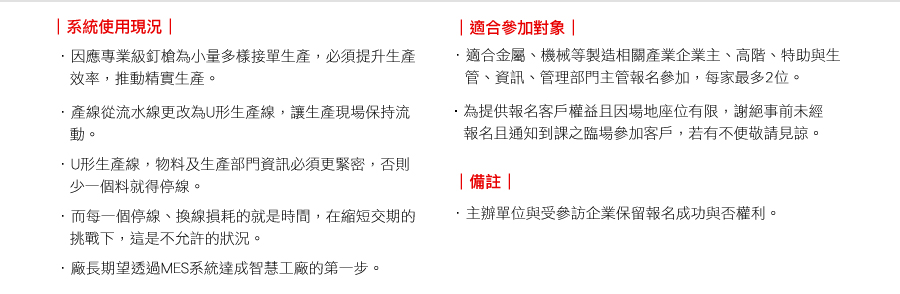 ｜系統使用現況｜
．因應專業級釘槍為小量多樣接單生產，必須提升生產
效率，推動精實生產。
．產線從流水線更改為U形生產線，讓生產現場保持流
動。
．U形生產線，物料及生產部門資訊必須更緊密，否則
少一個料就得停線。
．而每一個停線、換線損耗的就是時間，在縮短交期的
挑戰下，這是不允許的狀況。
．廠長期望透過MES系統達成智慧工廠的第一步。
｜適合參加對象｜
．適合金屬、機械等製造相關產業企業主、高階、特助與生
管、資訊、管理部門主管報名參加，每家最多2位。
．為提供報名客戶權益且因場地座位有限，謝絕事前未經
報名且通知到課之臨場參加客戶，若有不便敬請見諒。
｜備註｜
．主辦單位與受參訪企業保留報名成功與否權利。